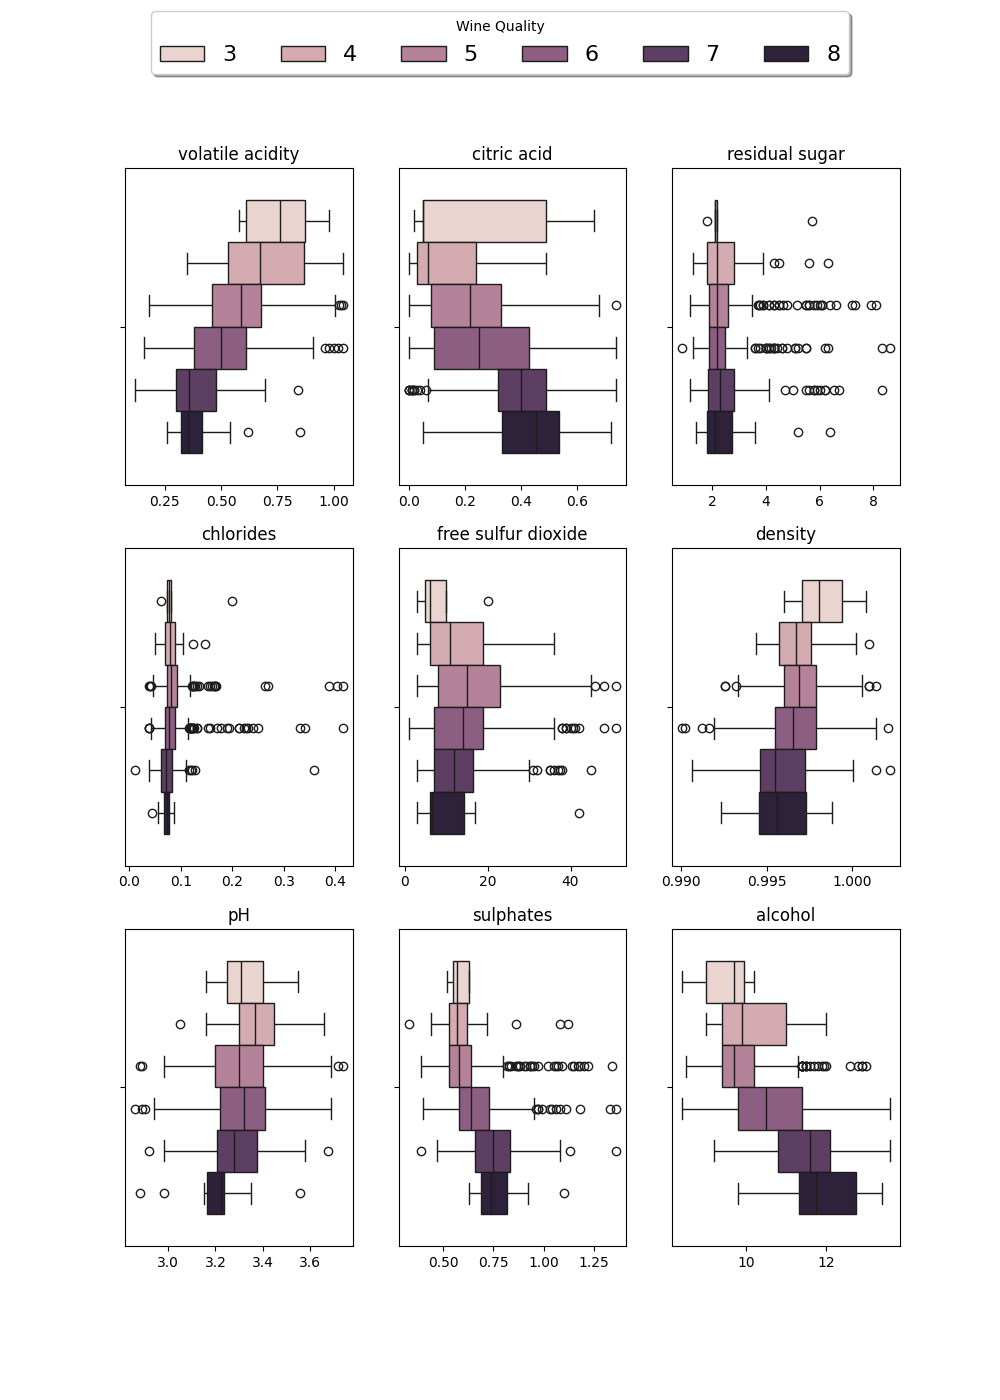 Wine Quality
3 4 5 6 7 8
volatile acidity citric acid residual sugar
0.25 0.50 0.75 1.00 0.0 0.2 0.4 0.6 2 4 6 8
chlorides free sulfur dioxide density
0.0 0.1 0.2 0.3 0.4 0 20 40 0.990 0.995 1.000
pH sulphates alcohol
3.0 3.2 3.4 3.6 0.50 0.75 1.00 1.25 10 12